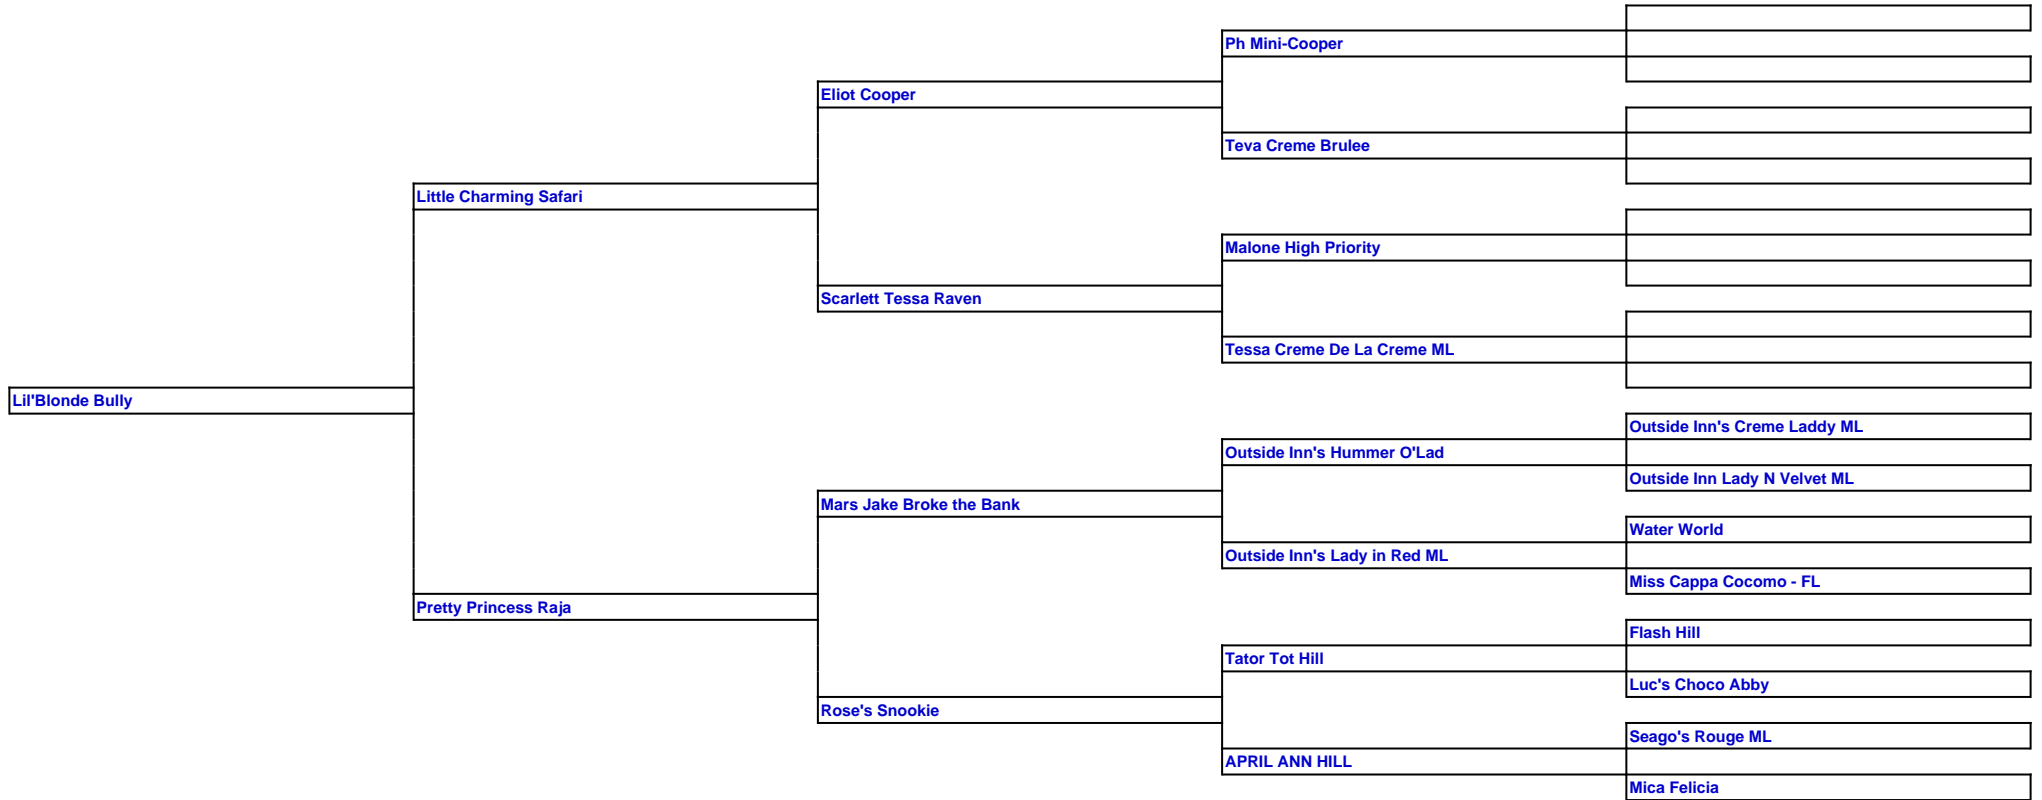 Ph Mini-Cooper
Eliot Cooper
Teva Creme Brulee
Little Charming Safari
Malone High Priority
Scarlett Tessa Raven
Tessa Creme De La Creme ML
Lil'Blonde Bully
Outside Inn's Creme Laddy ML
Outside Inn's Hummer O'Lad
Outside Inn Lady N Velvet ML
Mars Jake Broke the Bank
Water World
Outside Inn's Lady in Red ML
Miss Cappa Cocomo - FL
Pretty Princess Raja
Flash Hill
Tator Tot Hill
Luc's Choco Abby
Rose's Snookie
Seago's Rouge ML
APRIL ANN HILL
Mica Felicia